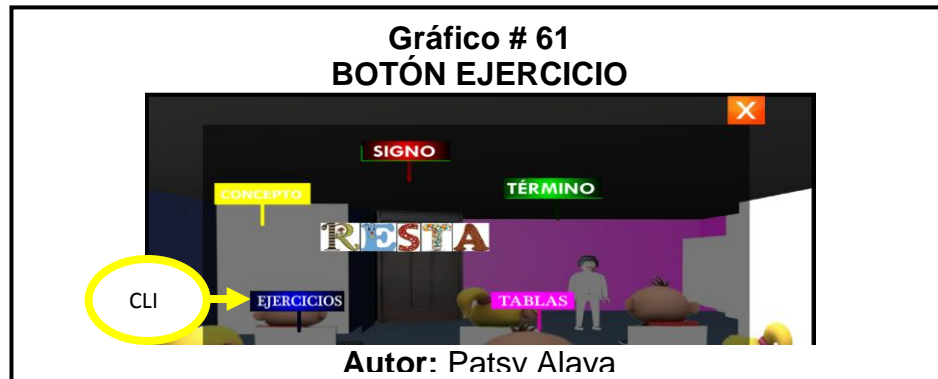 Gráfico # 61
BOTÓN EJERCICIO
X
SIGNO
CONCEPTO
TÉRMINO
RESTA
CLI
EJERCICIOS
TABLAS
Autor: Patsy Alava